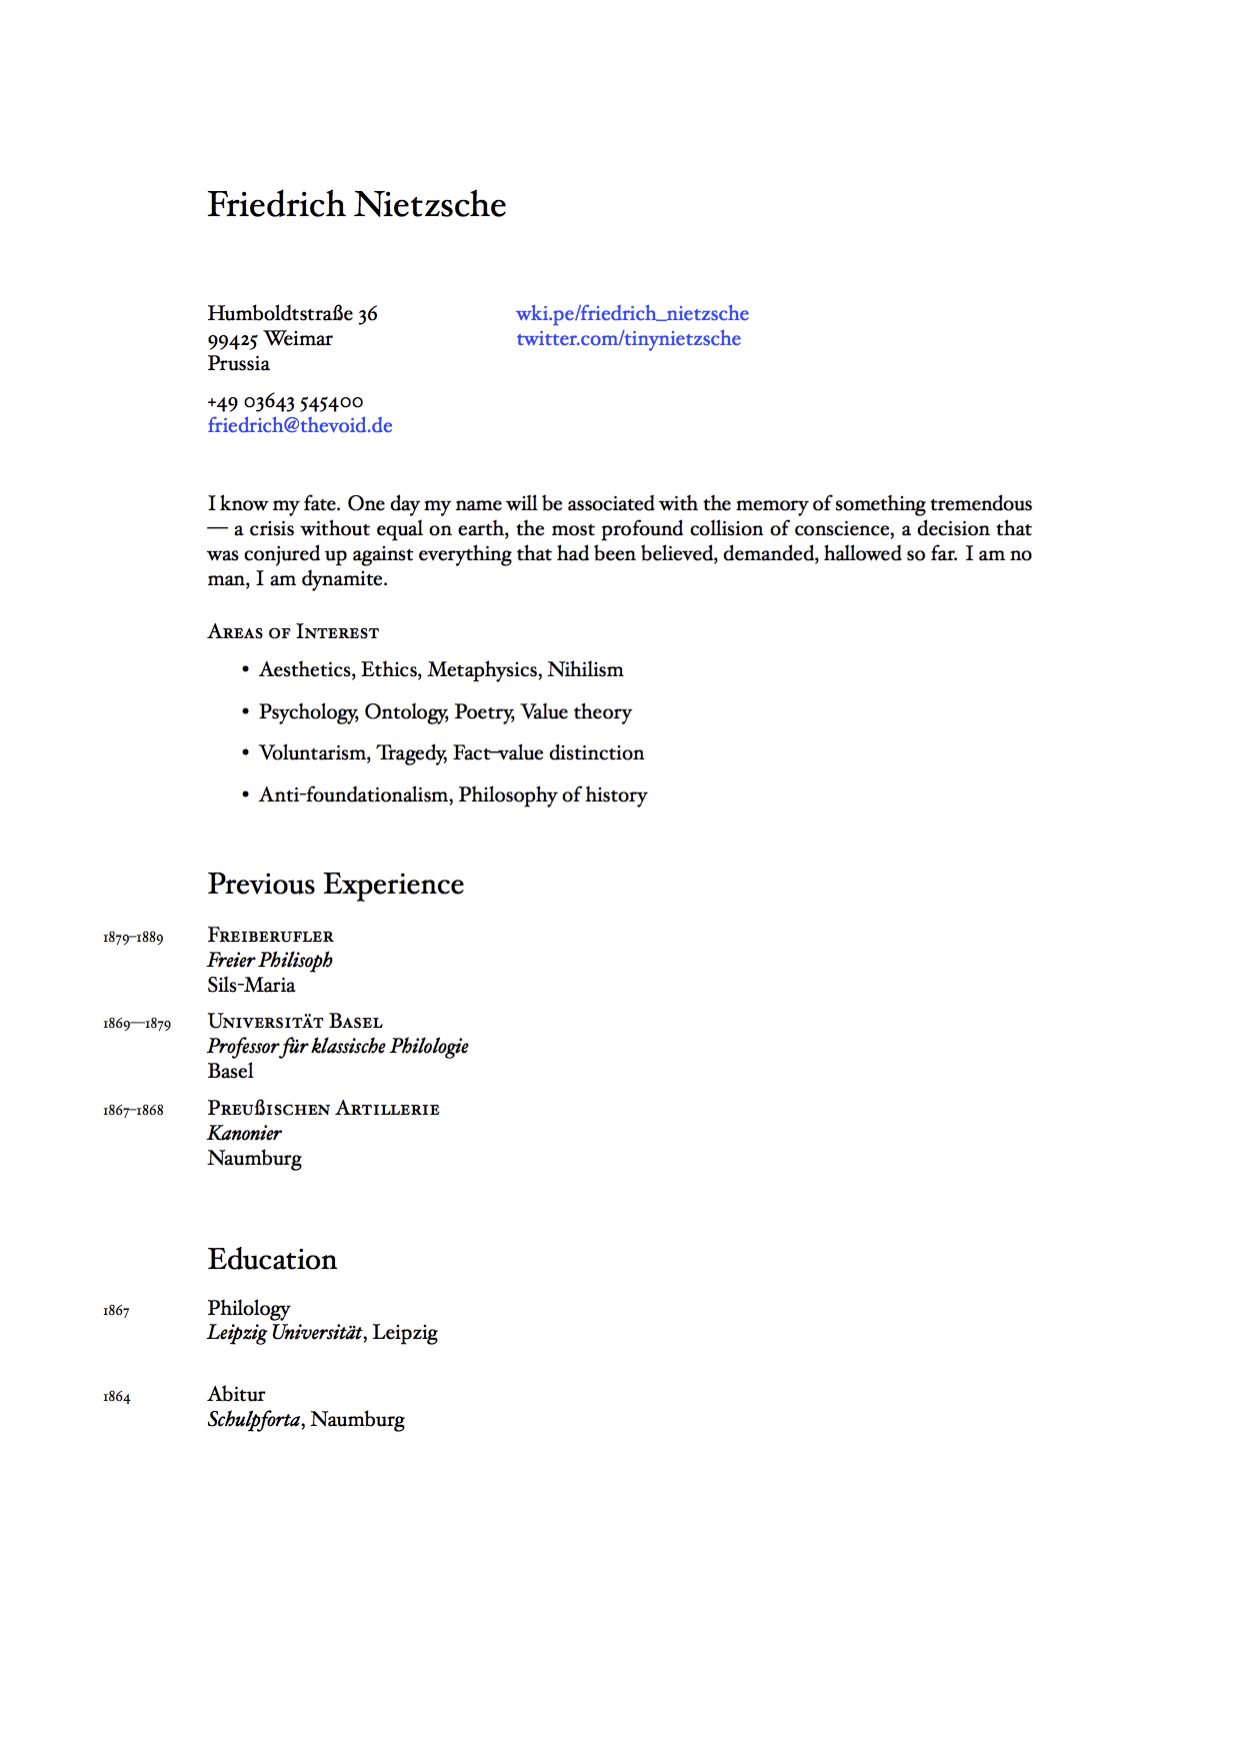 Friedrich Nietzsche
Humboldtstraße 36
99425 Weimar
Prussia
+49 03643 545400
friedrich@thevoid.de
wki.pe/friedrich_nietzsche
twitter.com/tinynietzsche
I know my fate. One day my name will be associated with the memory of something tremendous
— a crisis without equal on earth, the most profound collision of conscience, a decision that
was conjured up against everything that had been believed, demanded, hallowed so far. I am no
man, I am dynamite.
Areas of Interest
• Aesthetics, Ethics, Metaphysics, Nihilism
• Psychology, Ontology, Poetry, Value theory
• Voluntarism, Tragedy, Fact–value distinction
• Anti-foundationalism, Philosophy of history
Previous Experience
1879–1889 Freiberufler
Freier Philisoph
Sils-Maria
1869—1879 Universität Basel
Professor für klassische Philologie
Basel
1867–1868 Preußischen Artillerie
Kanonier
Naumburg
Education
1867 Philology
Leipzig Universität, Leipzig
1864 Abitur
Schulpforta, Naumburg